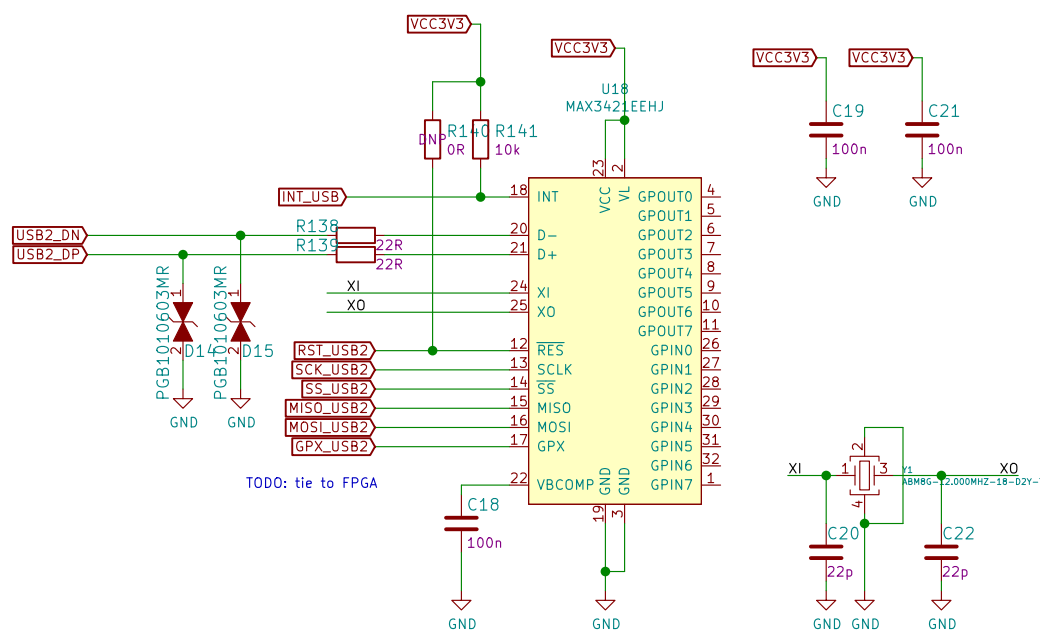 VCC3V3
VCC3V3
VCC3V3
VCC3V3
U18
MAX3421EEHJ
R140
DNP
0R
R141
10k
C19
100n
GND
C21
100n
GND
INT_USB
USB2_DN
USB2_DP
R138
22R
R139
22R
XI
XO
PGB1010603MR
1
2
D14
GND
PGB1010603MR
1
2
D15
GND
RST_USB2
SCK_USB2
SS_USB2
MISO_USB2
MOSI_USB2
GPX_USB2
TODO: tie to FPGA
23
VCC
2
VL
18 INT
20 D-
21 D+
24 XI
25 XO
12 RES
13 SCLK
14 SS
15 MISO
16 MOSI
17 GPX
22 VBCOMP
GPOUT0 4
GPOUT1 5
GPOUT2 6
GPOUT3 7
GPOUT4 8
GPOUT5 9
GPOUT6 10
GPOUT7 11
GPIN0 26
GPIN1 27
GPIN2 28
GPIN3 29
GPIN4 30
GPIN5 31
GPIN6 32
GPIN7 1
GND
19
GND
3
GND
C18
100n
GND
XI
1
2
3
4
Y1
ABM8G-12.000MHZ-18-D2Y-
XO
C20
22p
GND
GND
C22
22p
GND